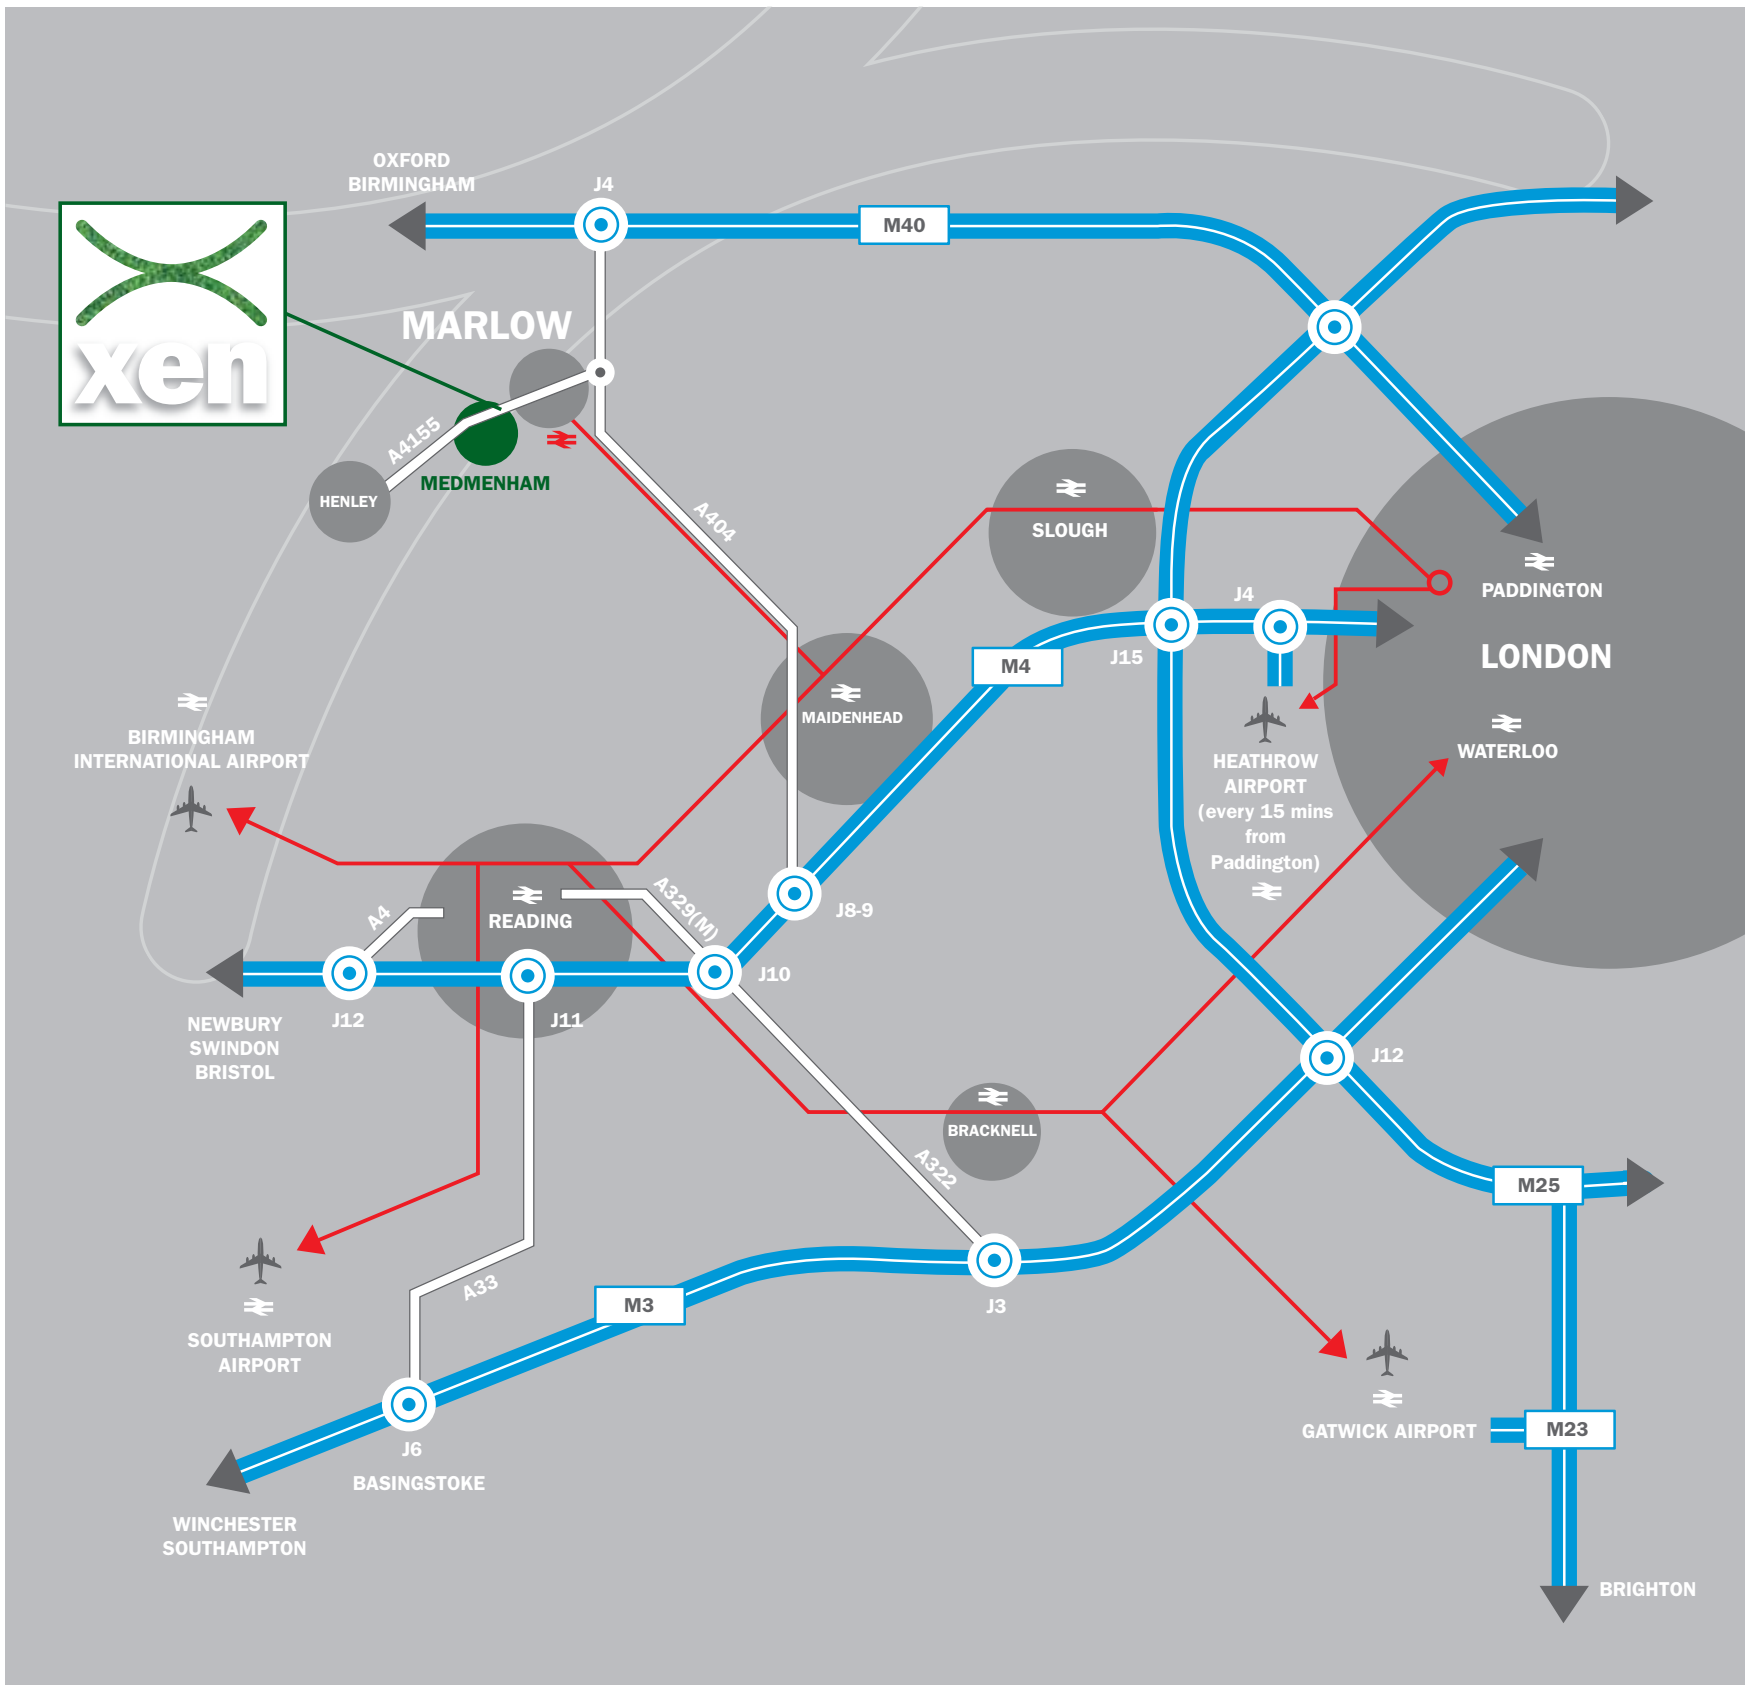 OXFORD
BIRMINGHAM
J4
M40
xen
MARLOW
A4155
HENLEY
MEDMENHAM
A404
SLOUGH
PADDINGTON
J4
LONDON
J15
M4
MAIDENHEAD
WATERLOO
BIRMINGHAM
INTERNATIONAL AIRPORT
HEATHROW
AIRPORT
(every 15 mins
from
Paddington)
A4
READING
A329(M)
J8-9
J10
J12
J11
NEWBURY
SWINDON
BRISTOL
J12
BRACKNELL
A322
M25
A33
M3
J3
SOUTHAMPTON
AIRPORT
GATWICK AIRPORT
M23
J6
BASINGSTOKE
WINCHESTER
SOUTHAMPTON
BRIGHTON